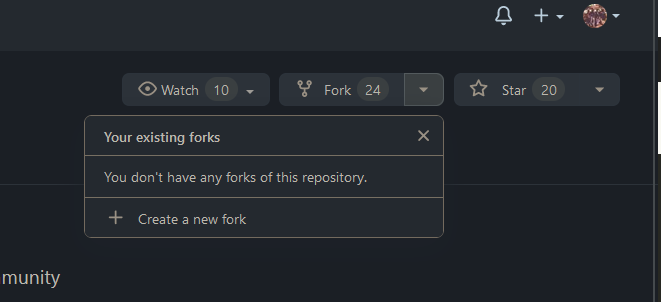 Watch 10 Fork 24 Star 20
Your existing forks
You don't have any forks of this repository.
Create a new fork
munity